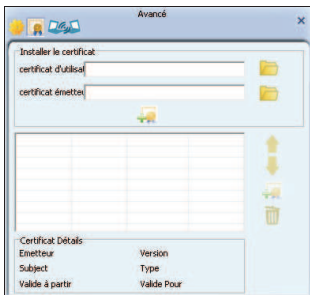 Avancé
Installer le certificat
certificat d'utilisat
certificat émetteu
Certificat Détails
Emetteur Version
Subject Type
Valide à partir Valide Pour